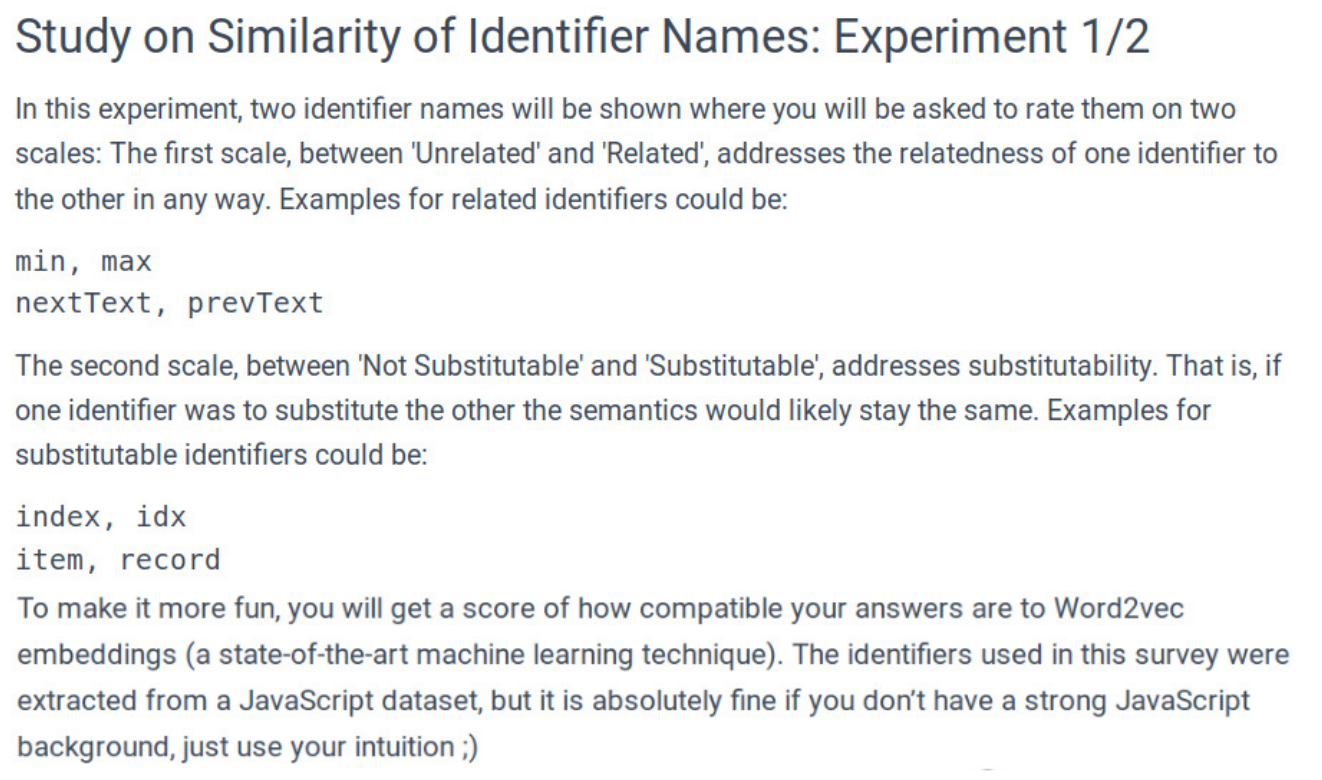 Study on Similarity of Identifier Names: Experiment 1/2
In this experiment, two identifier names will be shown where you will be asked to rate them on two
scales: The first scale, between 'Unrelated' and 'Related', addresses the relatedness of one identifier to
the other in any way. Examples for related identifiers could be:
min, max
nextText, prevText
The second scale, between 'Not Substitutable' and 'Substitutable', addresses substitutability. That is, if
one identifier was to substitute the other the semantics would likely stay the same. Examples for
substitutable identifiers could be:
index, idx
item, record
To make it more fun, you will get a score of how compatible your answers are to Word2vec
embeddings (a state-of-the-art machine learning technique). The identifiers used in this survey were
extracted from a JavaScript dataset, but it is absolutely fine if you don’t have a strong JavaScript
background, just use your intuition ;)